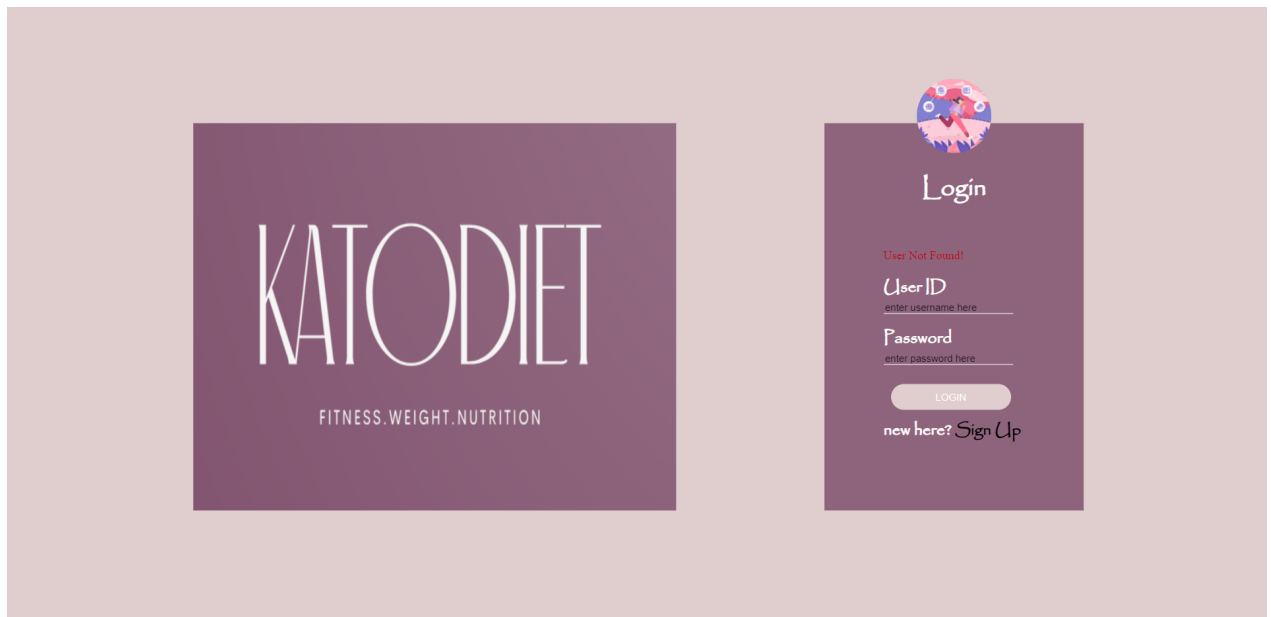 KATODIET
FITNESS.WEIGHT.NUTRITION
Login
User Not Found!
User ID
enter username here
Password
enter password here
LOGIN
new here? Sign Up